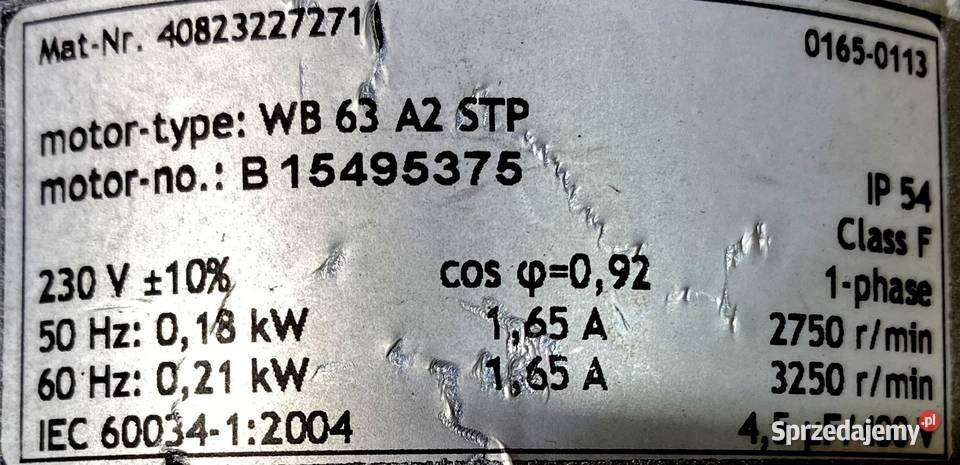 Mat-Nr. 40823227271
0165-0113
motor-type: WB 63 A2 STP
motor-no.: B 15495375
IP 54
Class F
230 V ±10% cos φ=0,92 1-phase
50 Hz: 0,18 kW 1,65 A 2750 r/min
60 Hz: 0,21 kW 1,65 A 3250 r/min
IEC 60034-1:2004
Sprzedajemy.pl